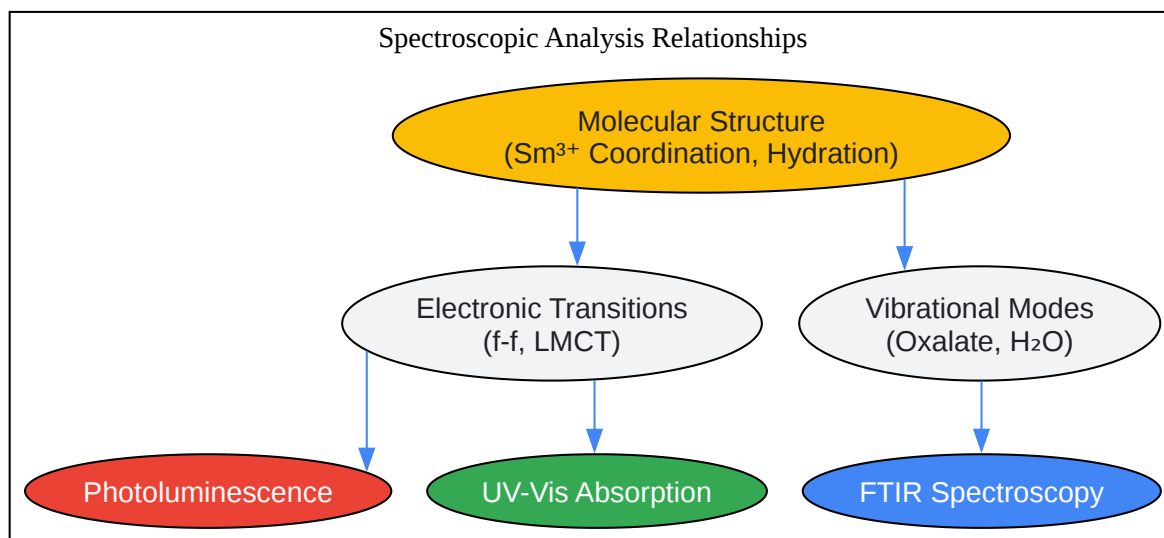 Spectroscopic Analysis Relationships
Molecular Structure
(Sm³⁺ Coordination, Hydration)
Electronic Transitions
(f-f, LMCT)
Vibrational Modes
(Oxalate, H₂O)
Photoluminescence
UV-Vis Absorption
FTIR Spectroscopy